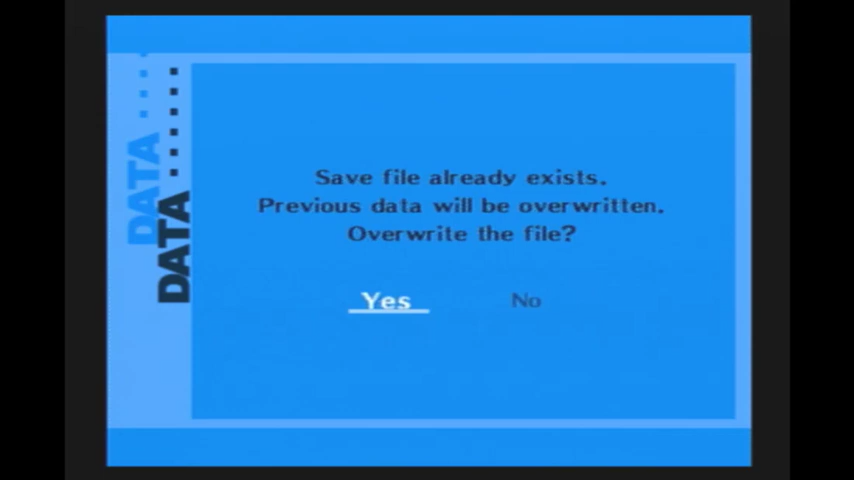 DATA
DATA
Save file already exists.
Previous data will be overwritten.
Overwrite the file?
Yes No